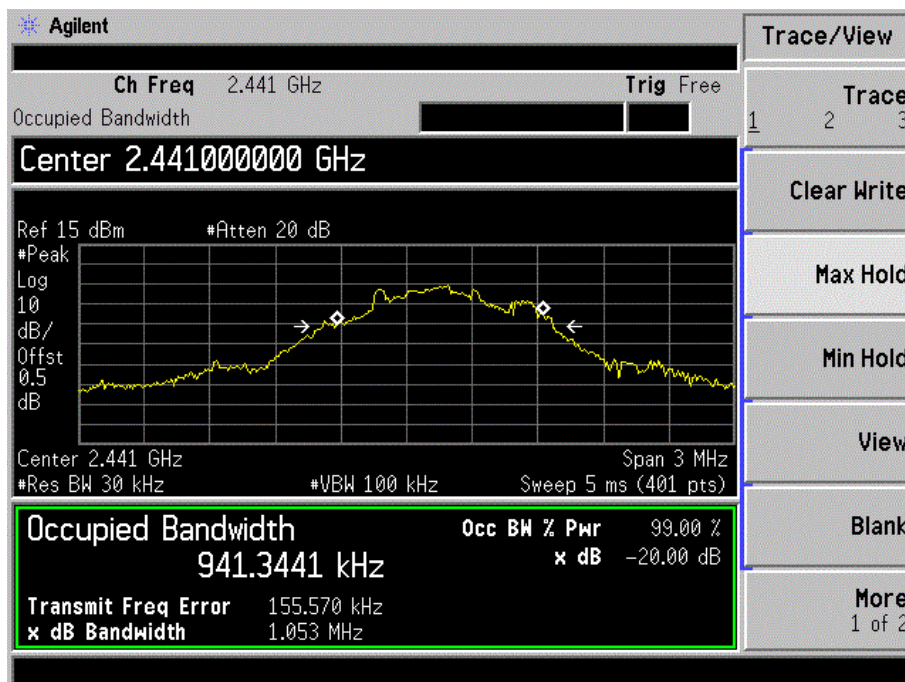 Agilent
Trace/View
Ch Freq 2.441 GHz Trig Free
Occupied Bandwidth
Trace
1 2 3
Center 2.441000000 GHz
Clear Write
Ref 15 dBm #Atten 20 dB
#Peak
Log
10
dB/
Offst
0.5
dB
Max Hold
Min Hold
View
Center 2.441 GHz Span 3 MHz
#Res BW 30 kHz #VBW 100 kHz Sweep 5 ms (401 pts)
Blank
Occupied Bandwidth Occ BW % Pwr 99.00 %
941.3441 kHz x dB -20.00 dB
Transmit Freq Error 155.570 kHz
x dB Bandwidth 1.053 MHz
More
1 of 2